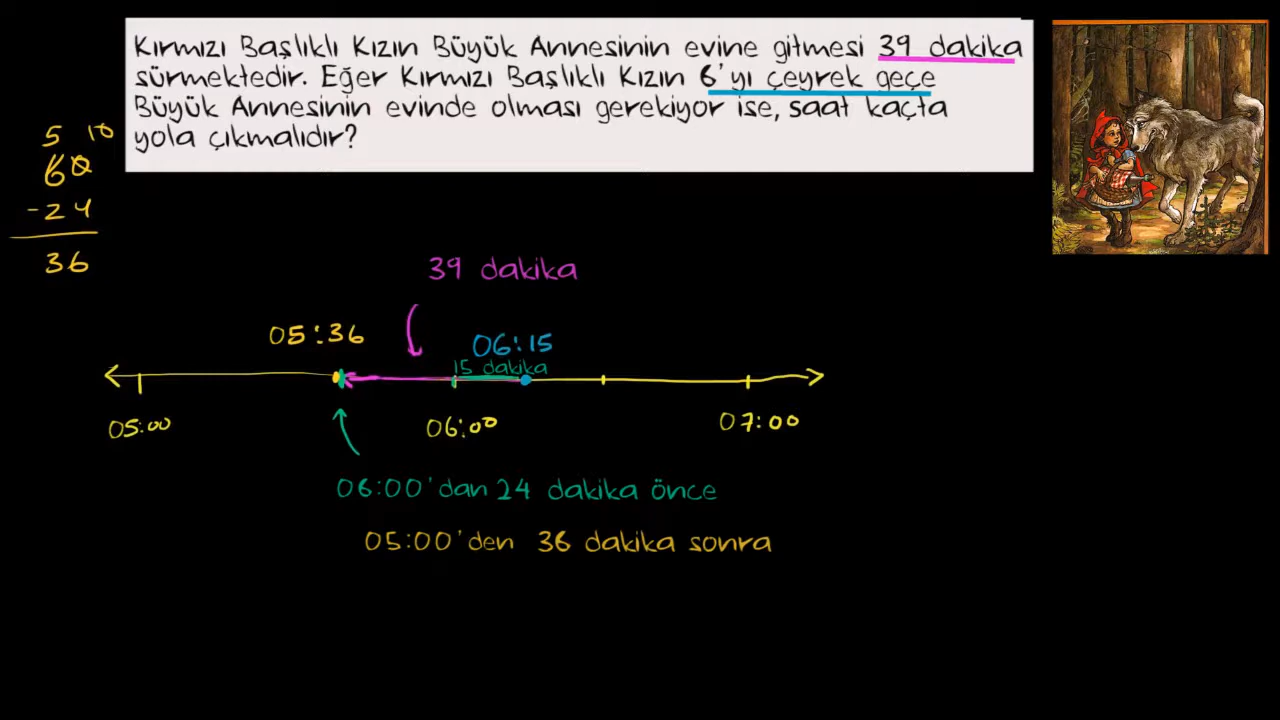 Kırmızı Başlıklı Kızın Büyük Annesinin evine gitmesi 39 dakika
sürmektedir. Eğer Kırmızı Başlıklı Kızın 6'yı çeyrek geçe
Büyük Annesinin evinde olması gerekiyor ise, saat kaçta
yola çıkmalıdır?
5 10
60
-24
36
39 dakika
05:36
06:15
15 dakika
05:00
06:00
07:00
06:00'dan 24 dakika önce
05:00'den 36 dakika sonra